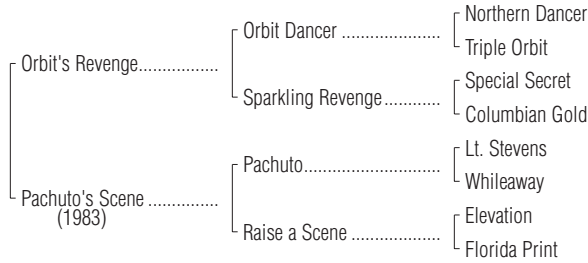 Northern Dancer
Orbit Dancer ......................
Triple Orbit
Orbit's Revenge................
Special Secret
Sparkling Revenge............
Columbian Gold
Lt. Stevens
Pachuto..............................
Whileaway
Pachuto's Scene ..............
(1983)
Elevation
Raise a Scene ....................
Florida Print